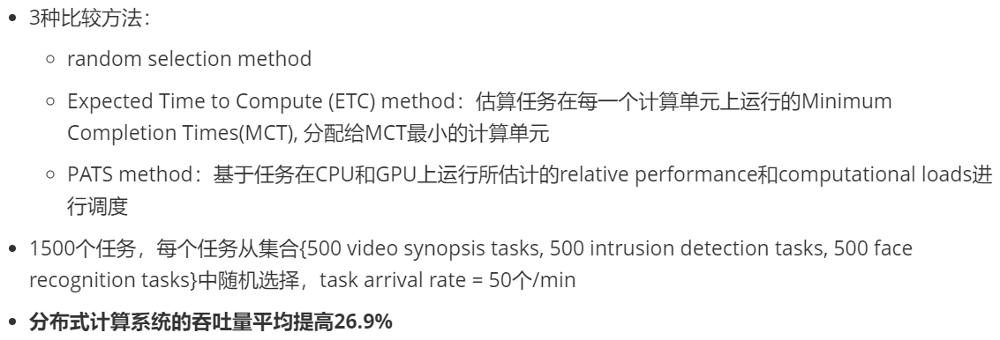 3种比较方法：
random selection method
Expected Time to Compute (ETC) method：估算任务在每一个计算单元上运行的Minimum
Completion Times(MCT), 分配给MCT最小的计算单元
PATS method：基于任务在CPU和GPU上运行所估计的relative performance和computational loads进
行调度
1500个任务，每个任务从集合{500 video synopsis tasks, 500 intrusion detection tasks, 500 face
recognition tasks}中随机选择，task arrival rate = 50个/min
分布式计算系统的吞吐量平均提高26.9%